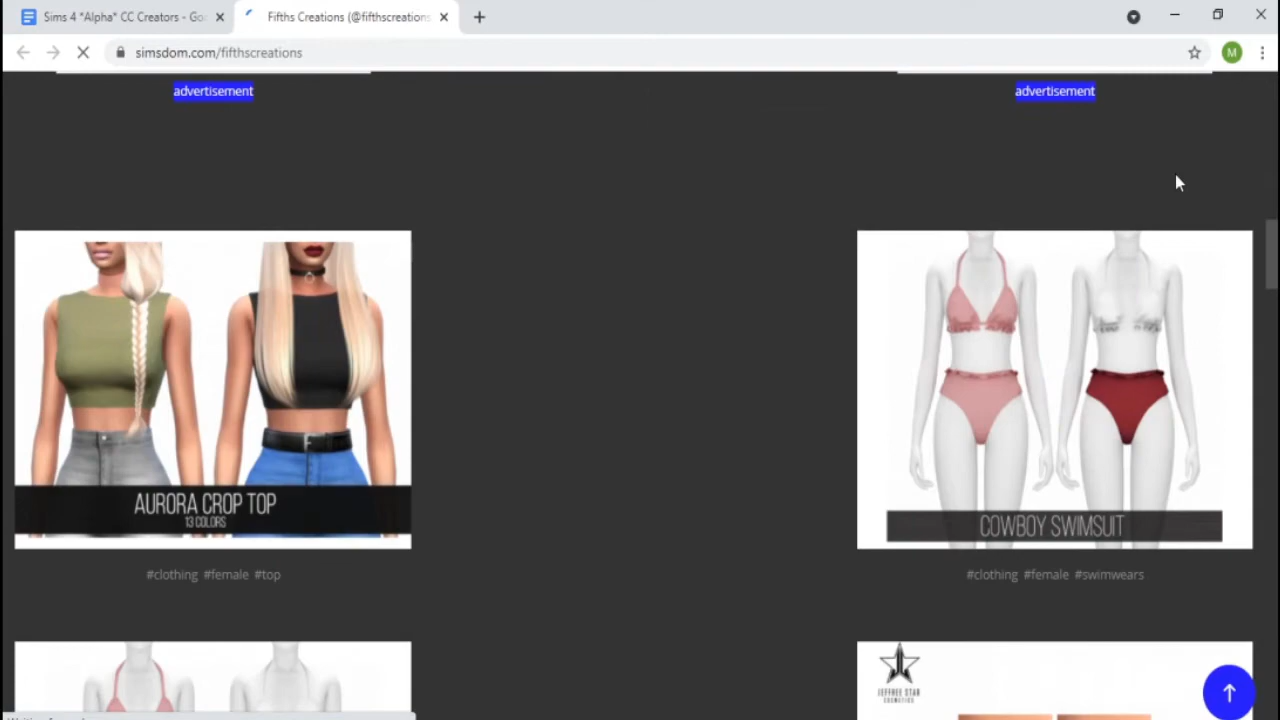 Sims 4 *Alpha* CC Creators - Go
Fifths Creations (@fifthscreations
simsdom.com/fifthscreations
M
advertisement
advertisement
AURORA CROP TOP
13 COLORS
COWBOY SWIMSUIT
#clothing #female #top
#clothing #female #swimwears
JEFFREE STAR
COSMETICS